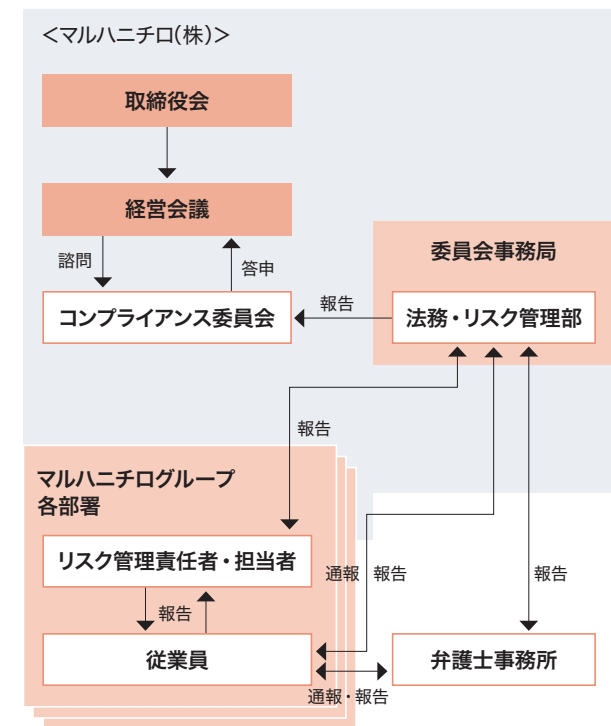 <マルハニチロ(株)>
取締役会
経営会議
諮問
答申
コンプライアンス委員会
報告
委員会事務局
法務・リスク管理部
報告
マルハニチログループ
各部署
リスク管理責任者・担当者
報告
従業員
通報
報告
報告
弁護士事務所
通報・報告